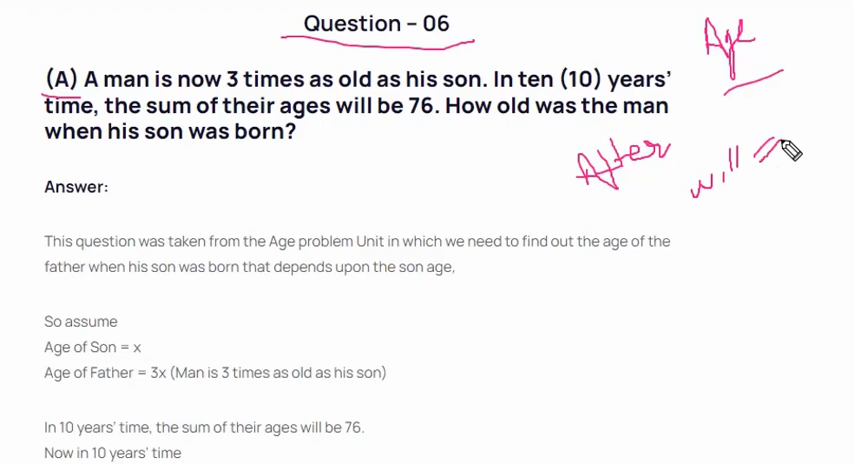 Question – 06
Age
(A) A man is now 3 times as old as his son. In ten (10) years'
time, the sum of their ages will be 76. How old was the man
when his son was born?
After will =
Answer:
This question was taken from the Age problem Unit in which we need to find out the age of the
father when his son was born that depends upon the son age,
So assume
Age of Son = x
Age of Father = 3x (Man is 3 times as old as his son)
In 10 years' time, the sum of their ages will be 76.
Now in 10 years' time